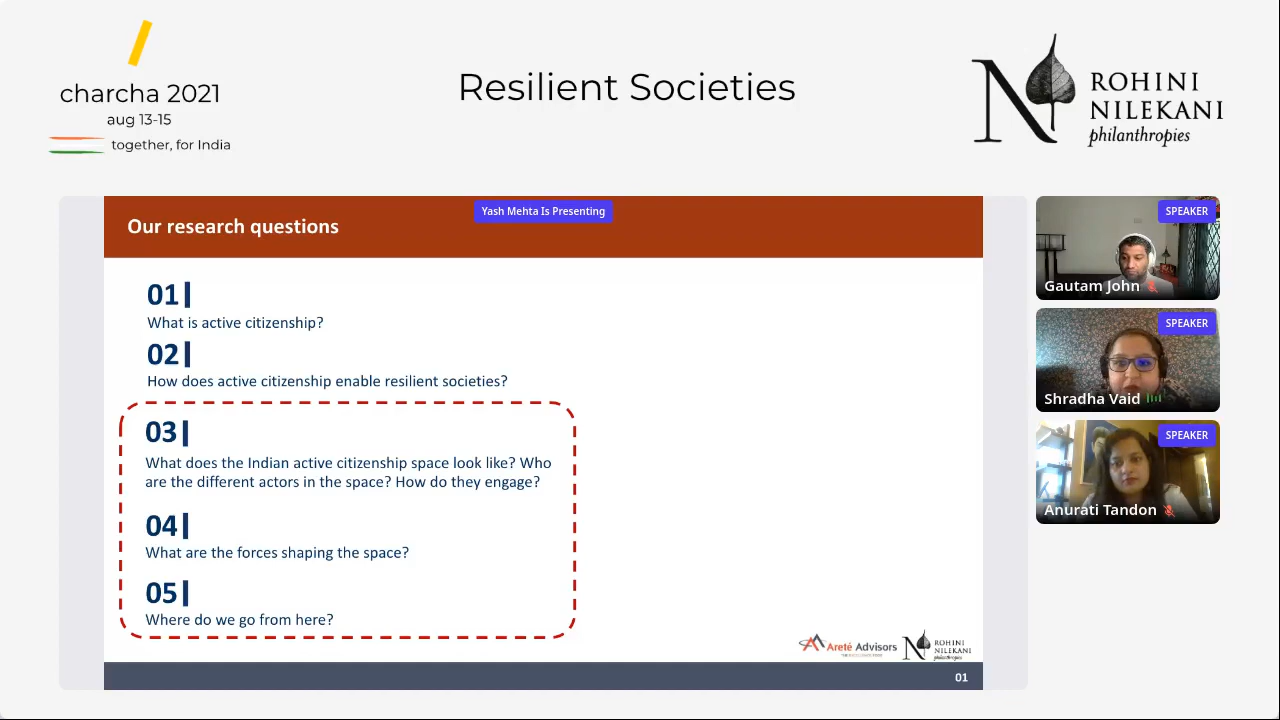 charcha 2021
aug 13-15
together, for India
Resilient Societies
N ROHINI
NILEKANI
philanthropies
Yash Mehta Is Presenting
Our research questions
01
What is active citizenship?
02
How does active citizenship enable resilient societies?
03
What does the Indian active citizenship space look like? Who
are the different actors in the space? How do they engage?
04
What are the forces shaping the space?
05
Where do we go from here?
Areté Advisors
N ROHINI
NILEKANI
philanthropies
01
SPEAKER
Gautam John
SPEAKER
Shradha Vaid
SPEAKER
Anurati Tandon